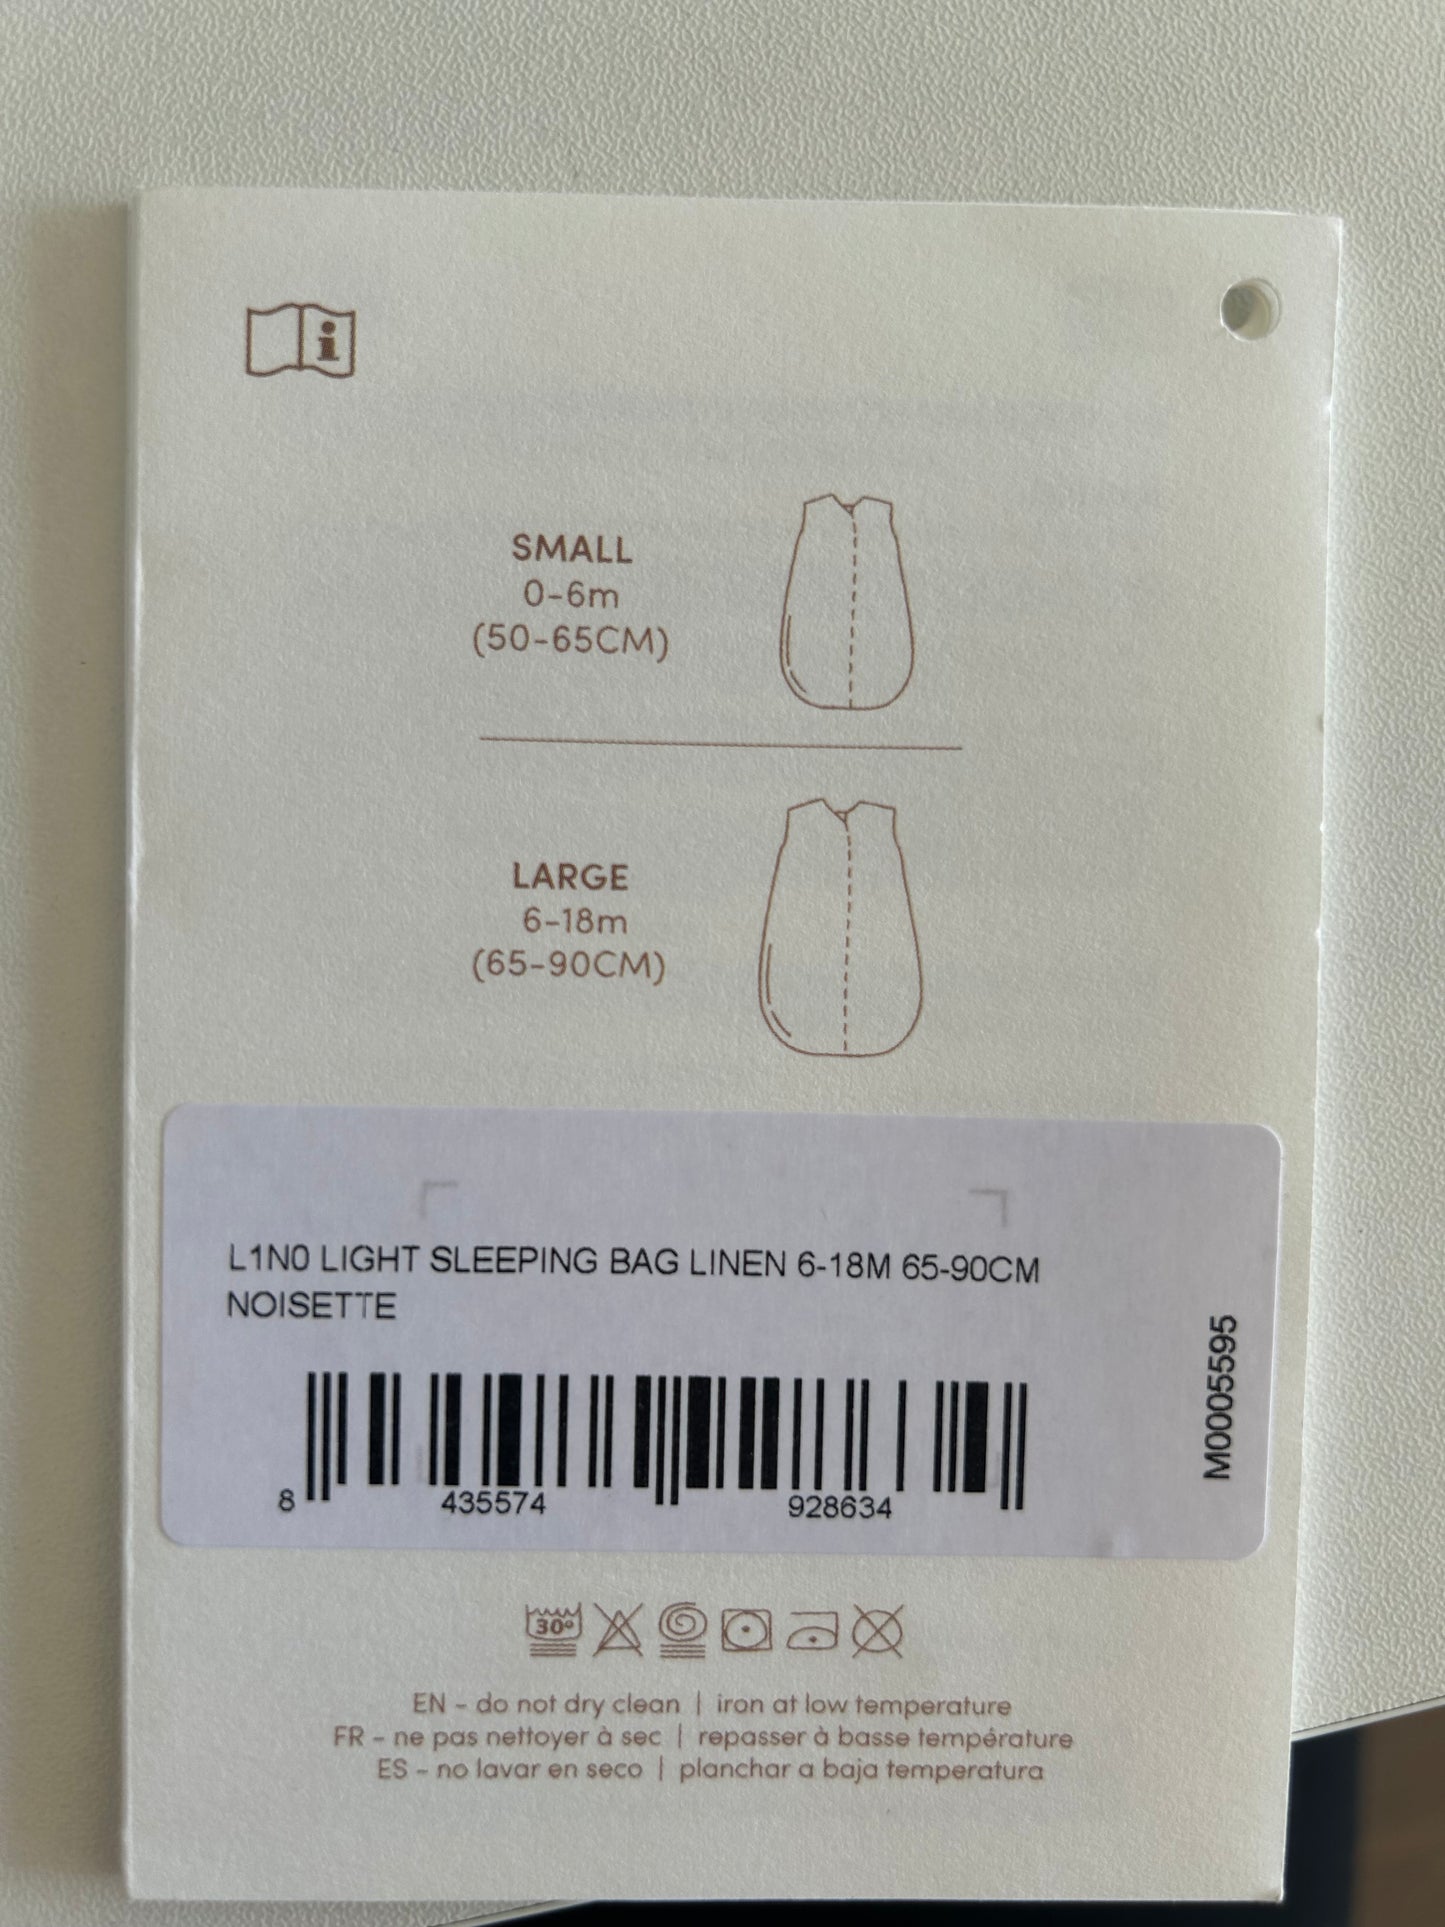 i
SMALL
0-6m
(50-65CM)
LARGE
6-18m
(65-90CM)
L1N0 LIGHT SLEEPING BAG LINEN 6-18M 65-90CM
NOISETTE
M0005595
8 435574 928634
30º
EN - do not dry clean | iron at low temperature
FR - ne pas nettoyer à sec | repasser à basse température
ES - no lavar en seco | planchar a baja temperatura